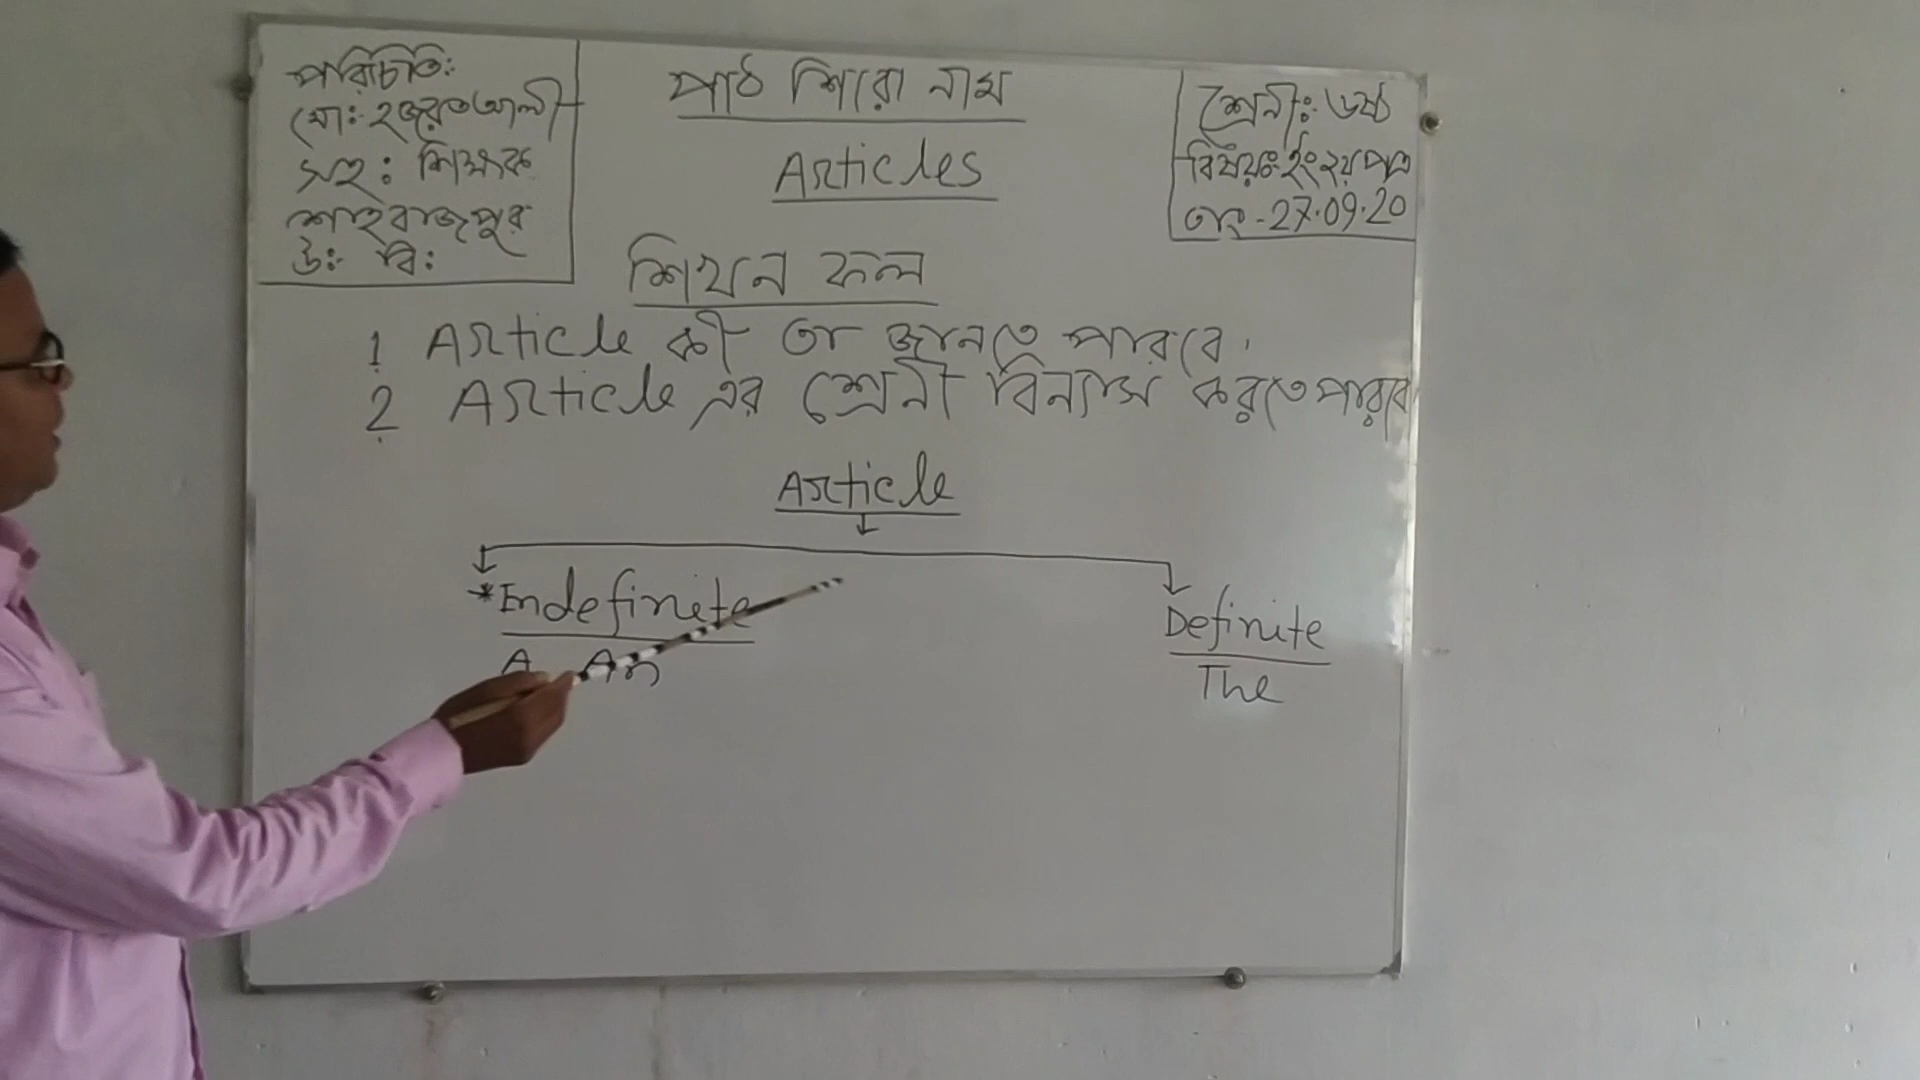 পরিচিতি:
মো: হজরত আলী
সহ: শিক্ষক
শাহবাজপুর
উ: বি:
পাঠ শিরোনাম
Articles
শ্রেনী: ৬ষ্ঠ
বিষয়: ইং ২য় পত্র
তাং - 27.09.20
শিখন ফল
1 Article কী তা জানতে পারবে।
2 Article এর শ্রেনী বিন্যাস করতে পারবে
Article
*Endefinete
Definite
A An
The